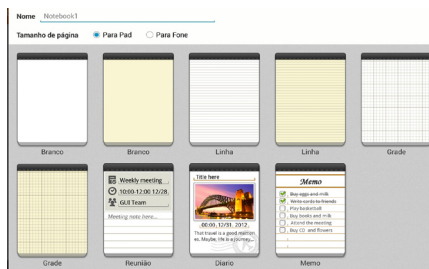 Nome Notebook1
Tamanho de página Para Pad Para Fone
Branco Branco Linha Linha Grade
Weekly meeting
10:00-12:00 12/28
GUI Team
Meeting note here...
Title here
00:00, 12/31, 2012
That travel is a good mation
es. Maybe, life is a journey...
Memo
Buy eggs and milk
Write cards to friends
Play basketball
Buy books and milk
Attend the meeting
Buy CD and flowers
Grade Reunião Diario Memo